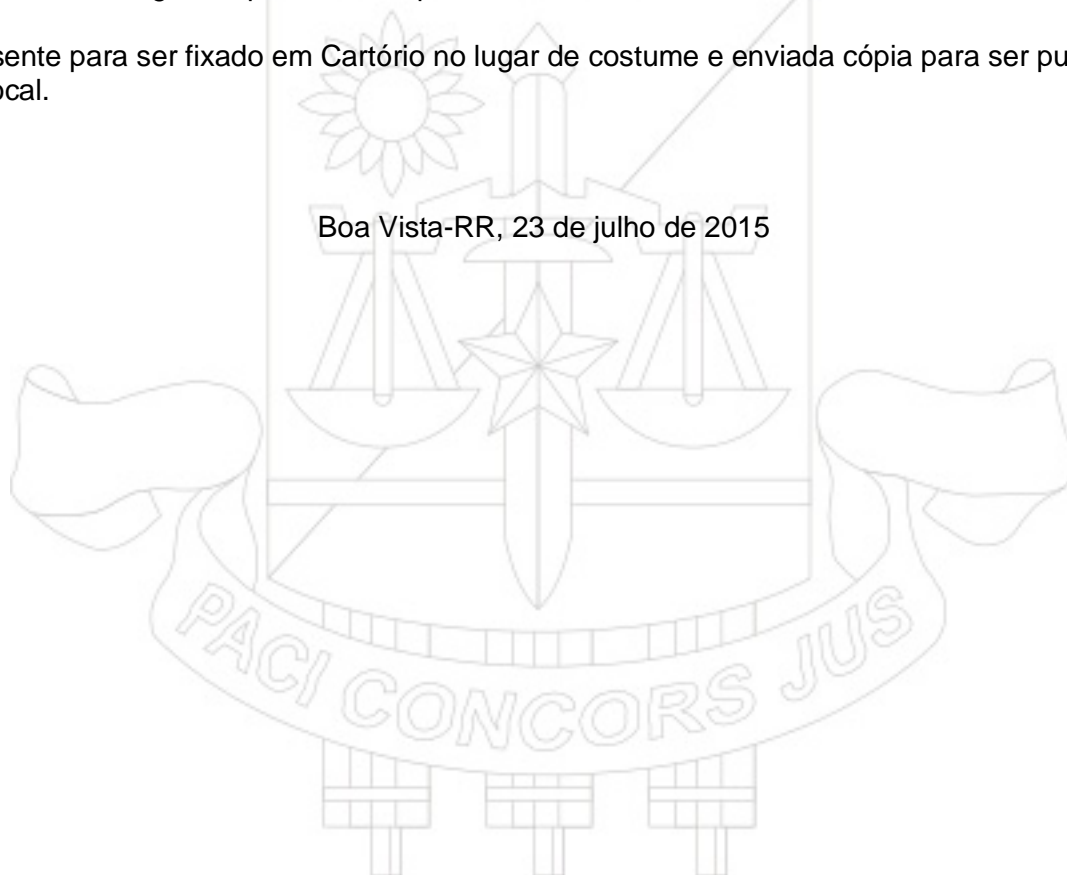 sente para ser fixado em Cartório no lugar de costume e enviada cópia para ser pu
ocal.
Boa Vista-RR, 23 de julho de 2015
PACI CONCORS JUS